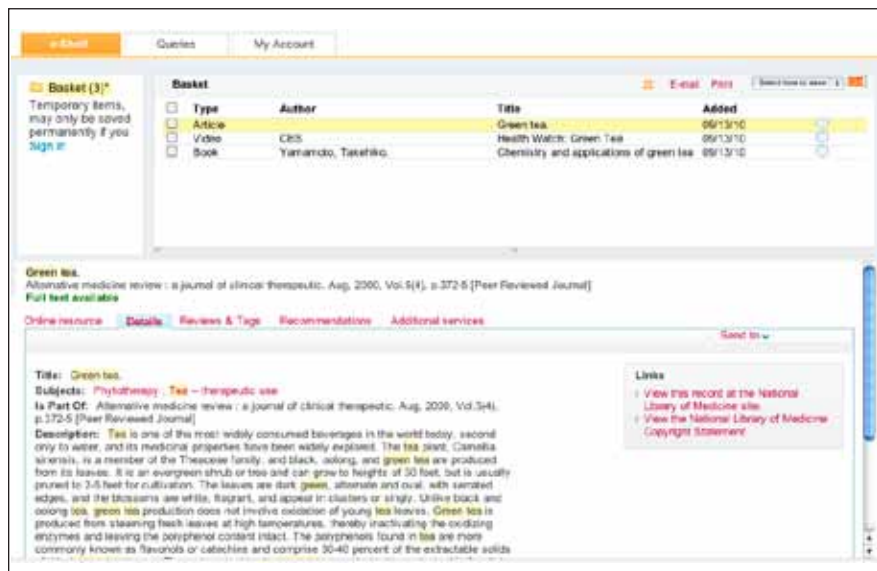 e-Shelf Queries My Account
Basket (3)*
Temporary items,
may only be saved
permanently if you
Sign in
Basket E-mail Print
Type Author Title Added
Article Green tea. 09/13/10
Video CBS Health Watch: Green Tea 09/13/10
Book Yamamoto, Takehiko. Chemistry and applications of green tea 09/13/10
Green tea.
Alternative medicine review : a journal of clinical therapeutic. Aug, 2000, Vol.5(4), p.372-5 [Peer Reviewed Journal]
Full text available
Online resource Details Reviews & Tags Recommendations Additional services
Send to
Title: Green tea.
Subjects: Phytotherapy ; Tea -- therapeutic use
Is Part Of: Alternative medicine review : a journal of clinical therapeutic. Aug, 2000, Vol.5(4),
p.372-5 [Peer Reviewed Journal]
Description: Tea is one of the most widely consumed beverages in the world today, second
only to water, and its medicinal properties have been widely explored. The tea plant, Camellia
sinensis, is a member of the Theaceae family, and black, oolong, and green tea are produced
from its leaves. It is an evergreen shrub or tree and can grow to heights of 30 feet, but is usually
pruned to 2-5 feet for cultivation. The leaves are dark green, alternate and oval, with serrated
edges, and the blossoms are white, fragrant, and appear in clusters or singly. Unlike black and
oolong tea, green tea production does not involve oxidation of young tea leaves. Green tea is
produced from steaming fresh leaves at high temperatures, thereby inactivating the oxidizing
enzymes and leaving the polyphenol content intact. The polyphenols found in tea are more
commonly known as flavonols or catechins and comprise 30-40 percent of the extractable solids
Links
View this record at the National
Library of Medicine site
View the National Library of Medicine
Copyright Statement